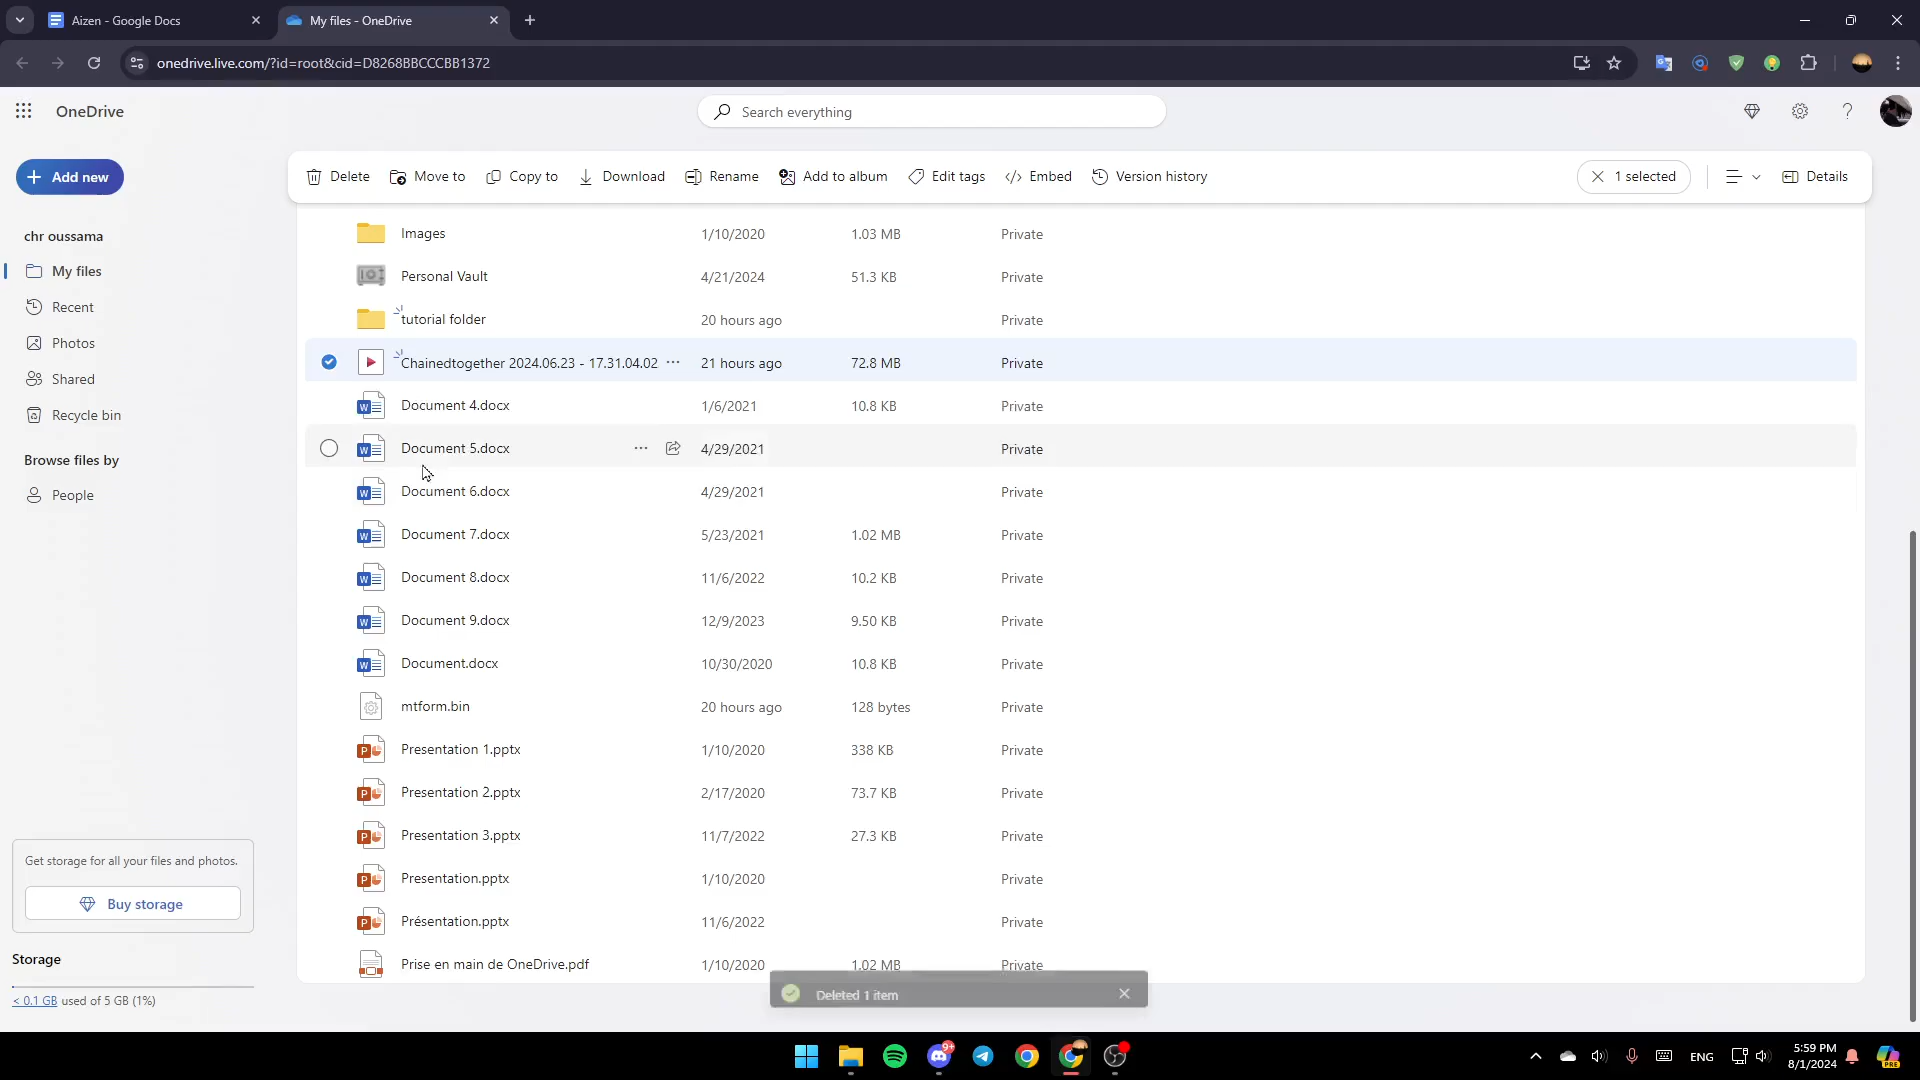 Aizen - Google Docs
My files - OneDrive
onedrive.live.com/?id=root&cid=D8268BBCCCBB1372
OneDrive
Search everything
Add new
Delete
Move to
Copy to
Download
Rename
Add to album
Edit tags
Embed
Version history
1 selected
Details
chr oussama
My files
Recent
Photos
Shared
Recycle bin
Browse files by
People
Images 1/10/2020 1.03 MB Private
Personal Vault 4/21/2024 51.3 KB Private
tutorial folder 20 hours ago Private
Chainedtogether 2024.06.23 - 17.31.04.02 21 hours ago 72.8 MB Private
Document 4.docx 1/6/2021 10.8 KB Private
Document 5.docx 4/29/2021 Private
Document 6.docx 4/29/2021 Private
Document 7.docx 5/23/2021 1.02 MB Private
Document 8.docx 11/6/2022 10.2 KB Private
Document 9.docx 12/9/2023 9.50 KB Private
Document.docx 10/30/2020 10.8 KB Private
mtform.bin 20 hours ago 128 bytes Private
Presentation 1.pptx 1/10/2020 338 KB Private
Presentation 2.pptx 2/17/2020 73.7 KB Private
Presentation 3.pptx 11/7/2022 27.3 KB Private
Presentation.pptx 1/10/2020 Private
Présentation.pptx 11/6/2022 Private
Prise en main de OneDrive.pdf 1/10/2020 1.02 MB Private
Deleted 1 item
Get storage for all your files and photos.
Buy storage
Storage
< 0.1 GB used of 5 GB (1%)
9+
ENG
5:59 PM
8/1/2024
PRE